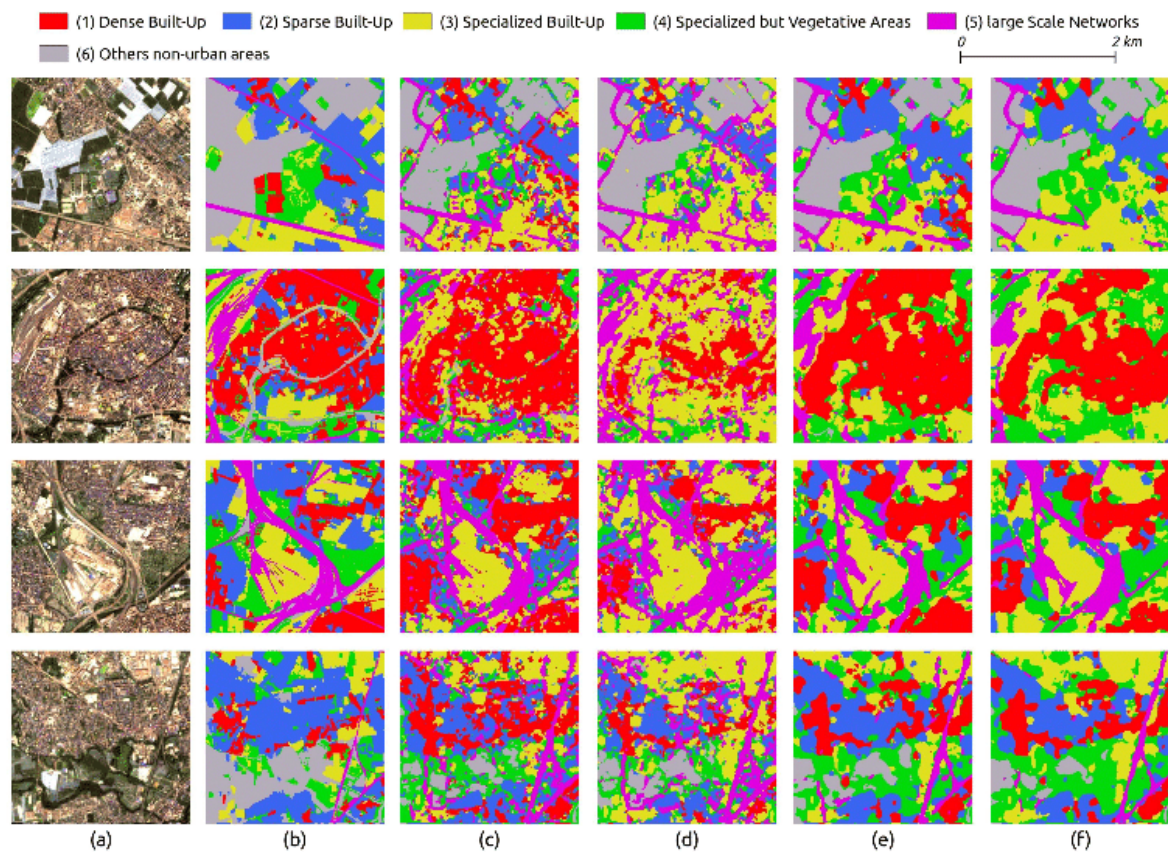 (1) Dense Built-Up (2) Sparse Built-Up (3) Specialized Built-Up (4) Specialized but Vegetative Areas (5) large Scale Networks
(6) Others non-urban areas 0 2 km
(a) (b) (c) (d) (e) (f)